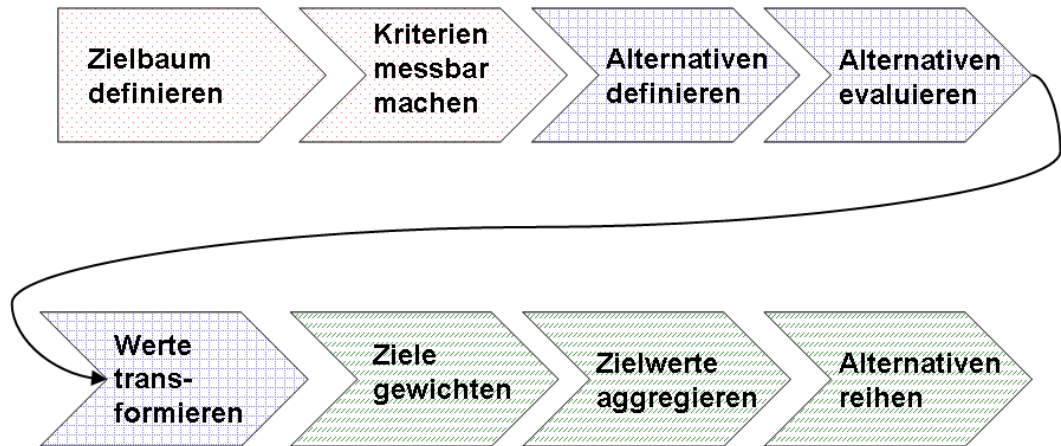 Zielbaum
definieren
Kriterien
messbar
machen
Alternativen
definieren
Alternativen
evaluieren
Werte
trans-
formieren
Ziele
gewichten
Zielwerte
aggregieren
Alternativen
reihen